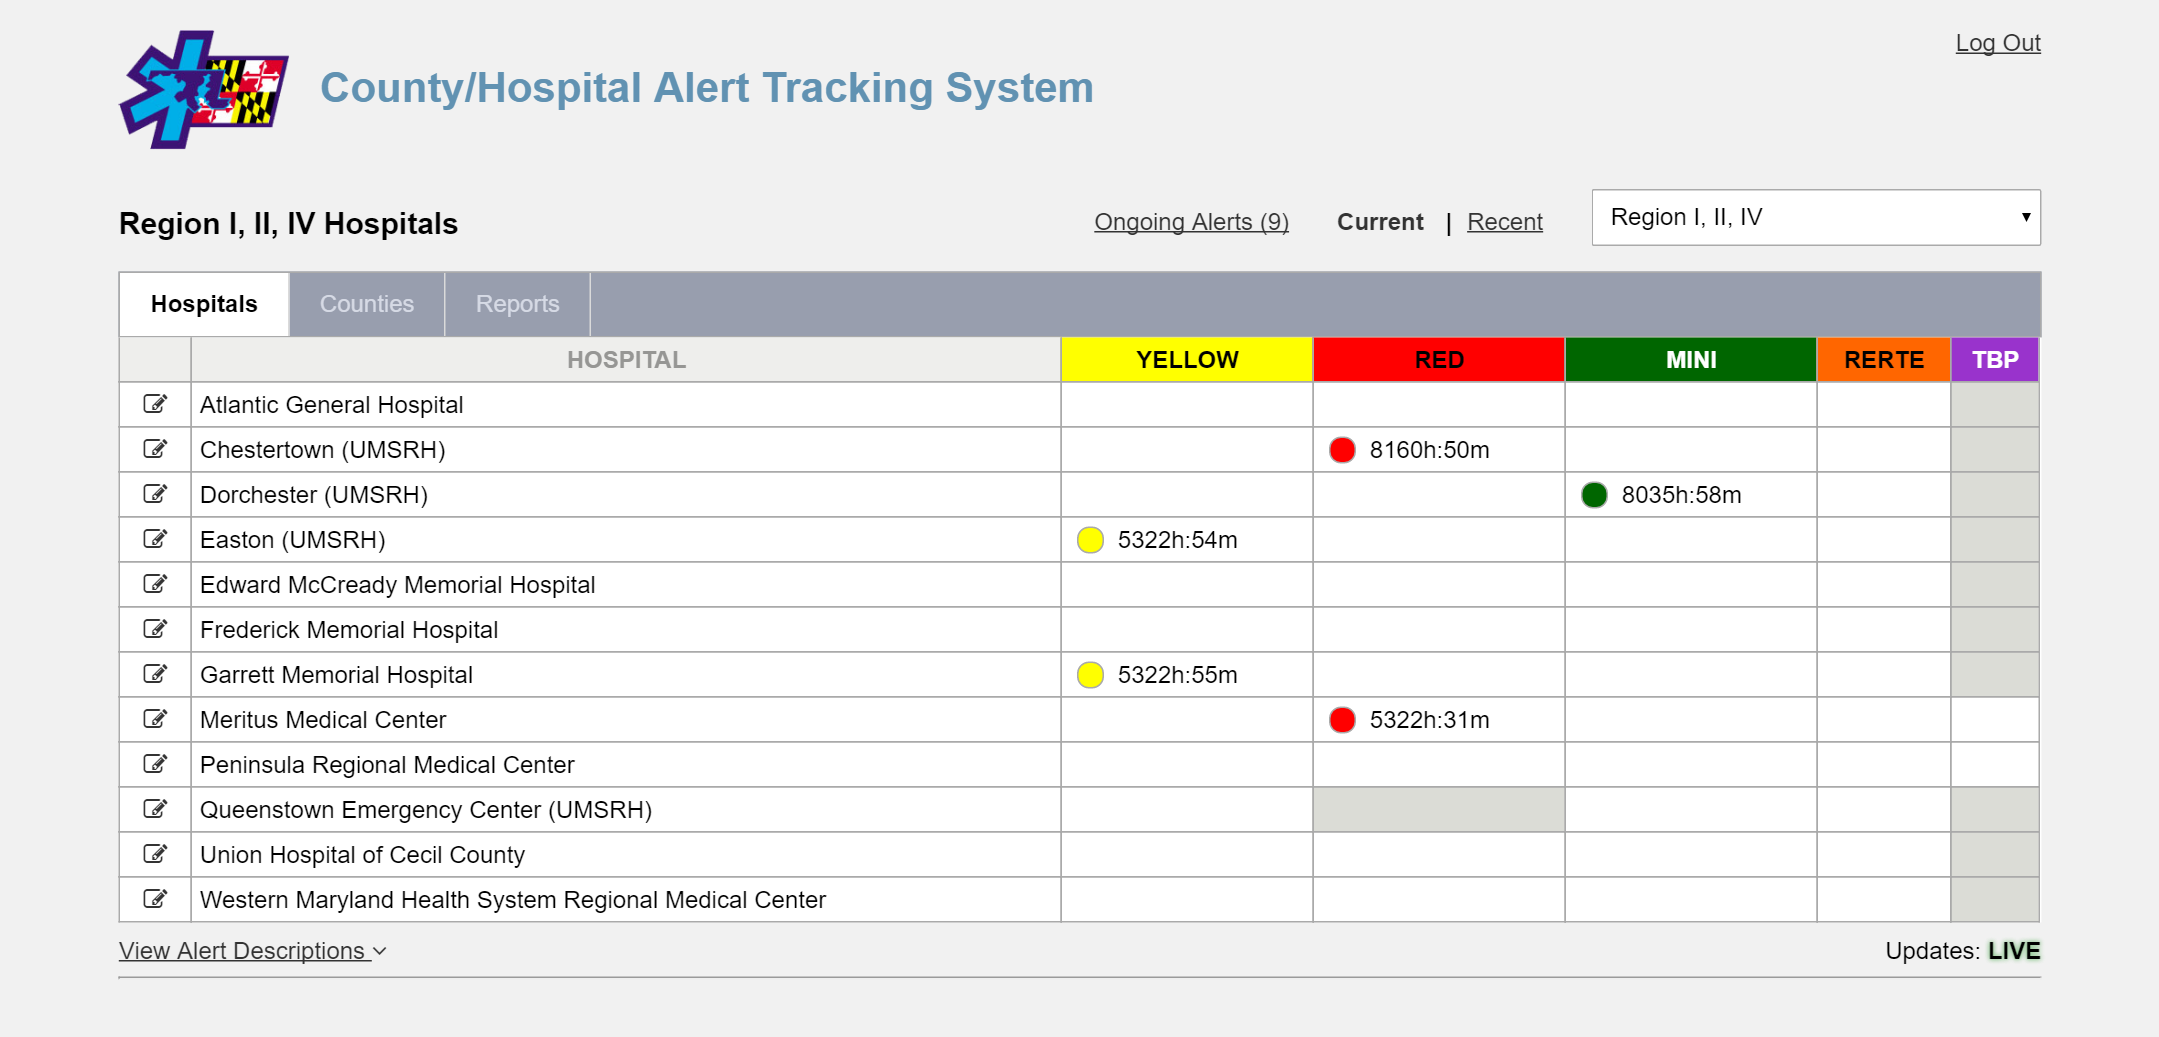 Log Out
County/Hospital Alert Tracking System
Region I, II, IV Hospitals
Ongoing Alerts (9) Current | Recent Region I, II, IV
Hospitals Counties Reports
HOSPITAL YELLOW RED MINI RERTE TBP
Atlantic General Hospital
Chestertown (UMSRH) 8160h:50m
Dorchester (UMSRH) 8035h:58m
Easton (UMSRH) 5322h:54m
Edward McCready Memorial Hospital
Frederick Memorial Hospital
Garrett Memorial Hospital 5322h:55m
Meritus Medical Center 5322h:31m
Peninsula Regional Medical Center
Queenstown Emergency Center (UMSRH)
Union Hospital of Cecil County
Western Maryland Health System Regional Medical Center
View Alert Descriptions Updates: LIVE